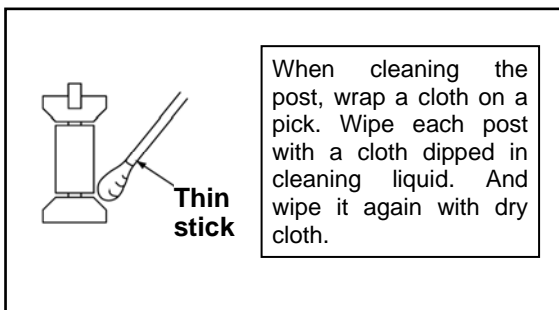 Thin
stick
When cleaning the
post, wrap a cloth on a
pick. Wipe each post
with a cloth dipped in
cleaning liquid. And
wipe it again with dry
cloth.